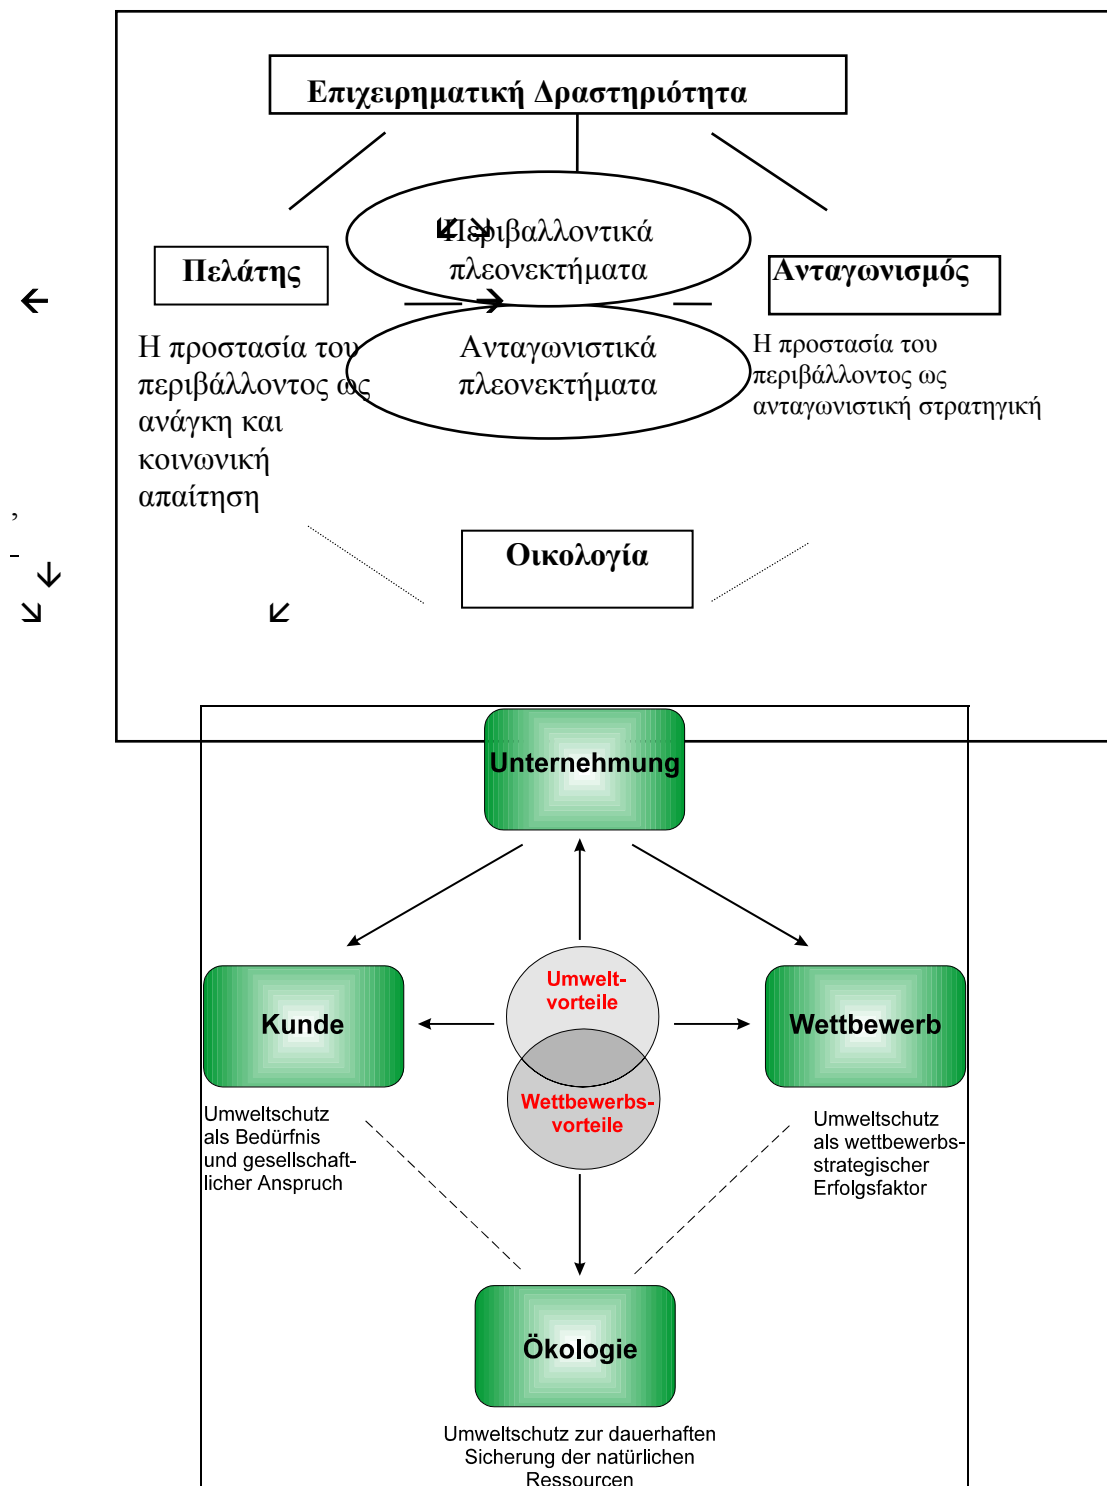 Επιχειρηματική Δραστηριότητα
Περιβαλλοντικά
πλεονεκτήματα
Πελάτης
Ανταγωνισμός
Η προστασία του
περιβάλλοντος ως
ανάγκη και
κοινωνική
απαίτηση
Ανταγωνιστικά
πλεονεκτήματα
Η προστασία του
περιβάλλοντος ως
ανταγωνιστική στρατηγική
,
-
Οικολογία
Unternehmung
Umwelt-
vorteile
Kunde
Wettbewerb
Wettbewerbs-
vorteile
Umweltschutz
als Bedürfnis
und gesellschaft-
licher Anspruch
Umweltschutz
als wettbewerbs-
strategischer
Erfolgsfaktor
Ökologie
Umweltschutz zur dauerhaften
Sicherung der natürlichen
Ressourcen